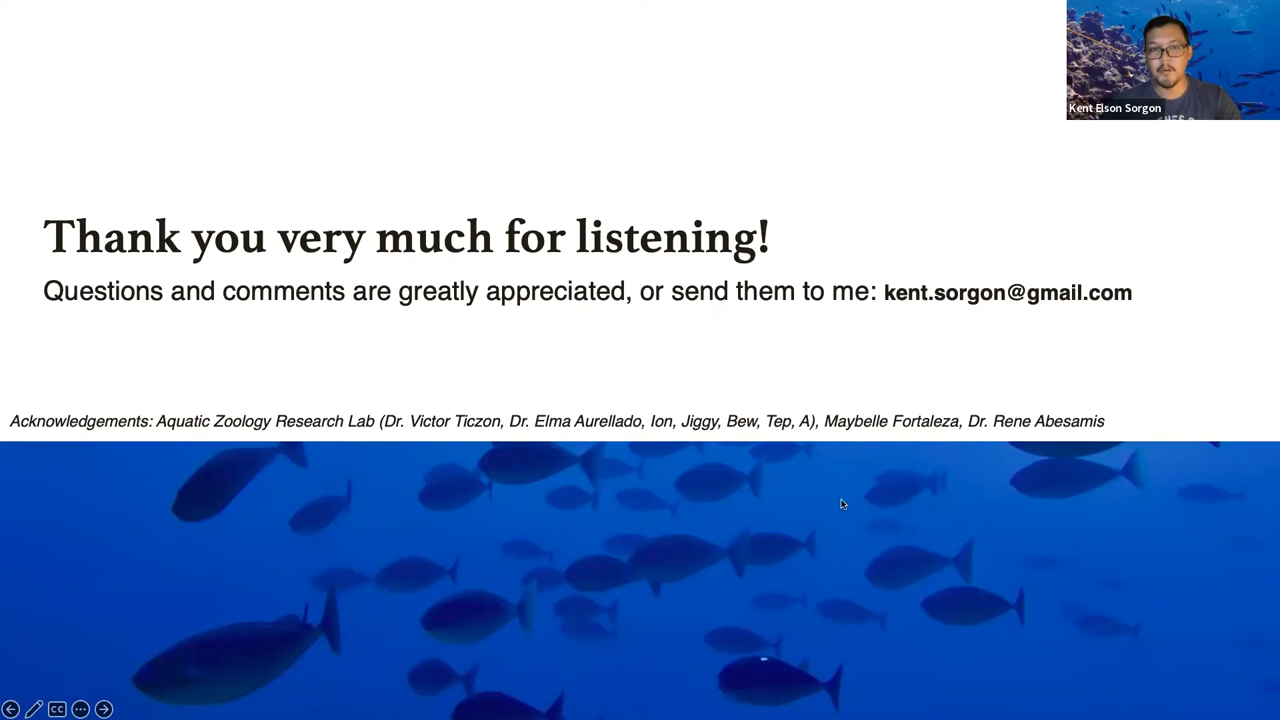 Kent Elson Sorgon
Thank you very much for listening!
Questions and comments are greatly appreciated, or send them to me: kent.sorgon@gmail.com
Acknowledgements: Aquatic Zoology Research Lab (Dr. Victor Ticzon, Dr. Elma Aurellado, Ion, Jiggy, Bew, Tep, A), Maybelle Fortaleza, Dr. Rene Abesamis
CC